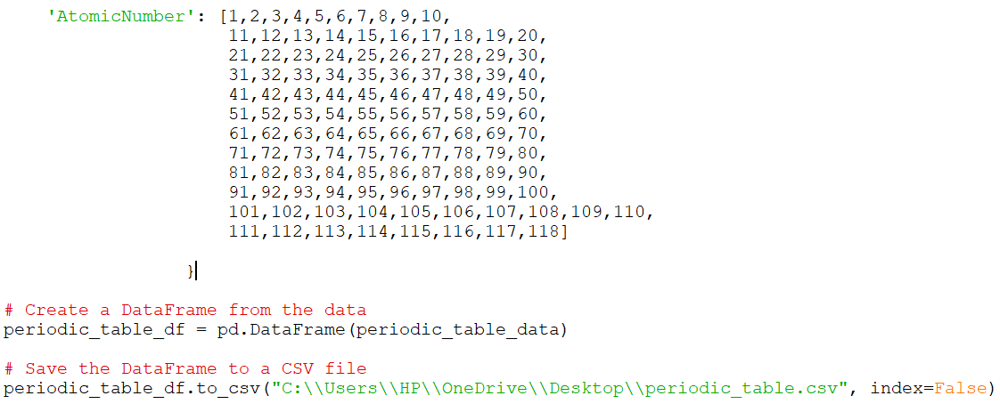 'AtomicNumber': [1,2,3,4,5,6,7,8,9,10,
11,12,13,14,15,16,17,18,19,20,
21,22,23,24,25,26,27,28,29,30,
31,32,33,34,35,36,37,38,39,40,
41,42,43,44,45,46,47,48,49,50,
51,52,53,54,55,56,57,58,59,60,
61,62,63,64,65,66,67,68,69,70,
71,72,73,74,75,76,77,78,79,80,
81,82,83,84,85,86,87,88,89,90,
91,92,93,94,95,96,97,98,99,100,
101,102,103,104,105,106,107,108,109,110,
111,112,113,114,115,116,117,118]
}
# Create a DataFrame from the data
periodic_table_df = pd.DataFrame(periodic_table_data)
# Save the DataFrame to a CSV file
periodic_table_df.to_csv("C:\\Users\\HP\\OneDrive\\Desktop\\periodic_table.csv", index=False)